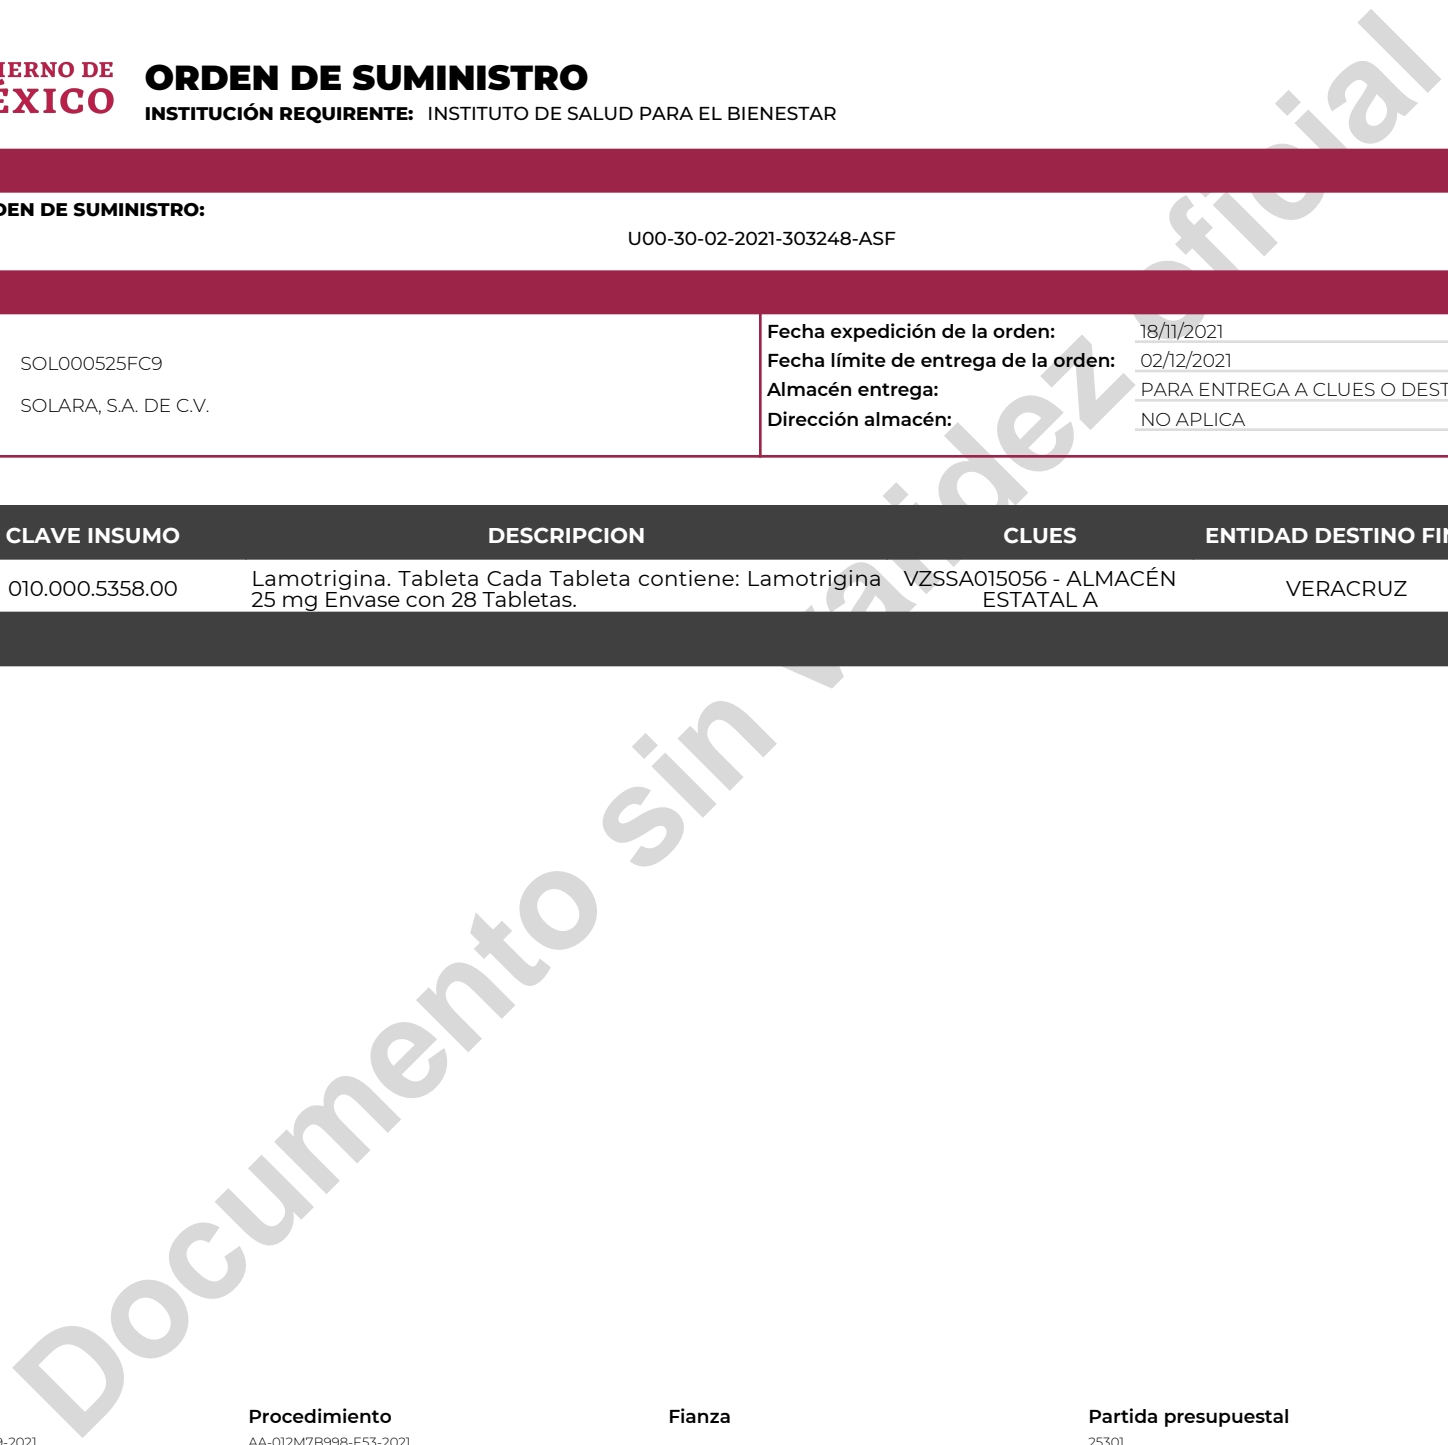 ORDEN DE SUMINISTRO
INSTITUCIÓN REQUIRENTE: INSTITUTO DE SALUD PARA EL BIENESTAR
IERNO DE
ÉXICO
DEN DE SUMINISTRO:
U00-30-02-2021-303248-ASF
SOL000525FC9
SOLARA, S.A. DE C.V.
Fecha expedición de la orden: 18/11/2021
Fecha límite de entrega de la orden: 02/12/2021
Almacén entrega: PARA ENTREGA A CLUES O DEST
Dirección almacén: NO APLICA
CLAVE INSUMO DESCRIPCION CLUES ENTIDAD DESTINO FIN
010.000.5358.00 Lamotrigina. Tableta Cada Tableta contiene: Lamotrigina 25 mg Envase con 28 Tabletas. VZSSA015056 - ALMACÉN ESTATAL A VERACRUZ
Documento sin validez oficial
Procedimiento Fianza Partida presupuestal
9-2021 AA-012M7B998-E53-2021 25301